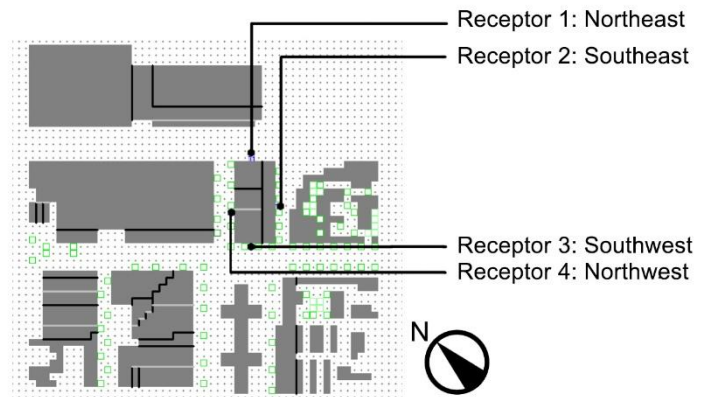 Receptor 1: Northeast
Receptor 2: Southeast
Receptor 3: Southwest
Receptor 4: Northwest
N